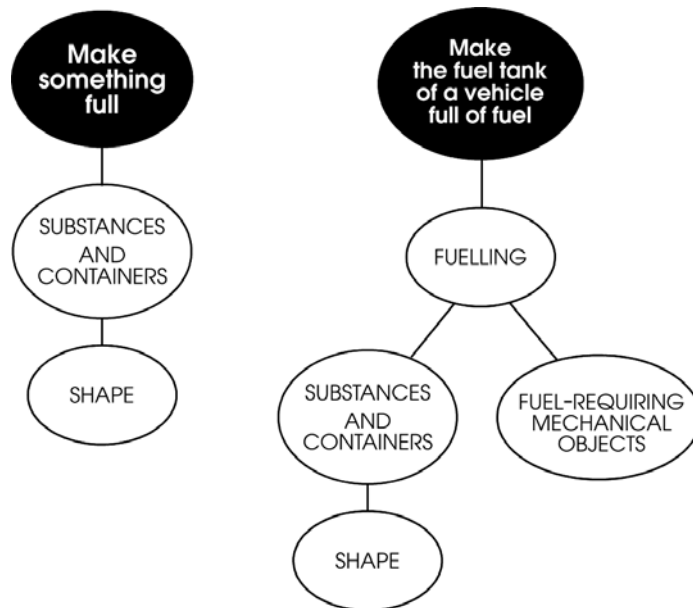 Make
something
full
SUBSTANCES
AND
CONTAINERS
SHAPE
Make
the fuel tank
of a vehicle
full of fuel
FUELLING
SUBSTANCES
AND
CONTAINERS
FUEL-REQUIRING
MECHANICAL
OBJECTS
SHAPE